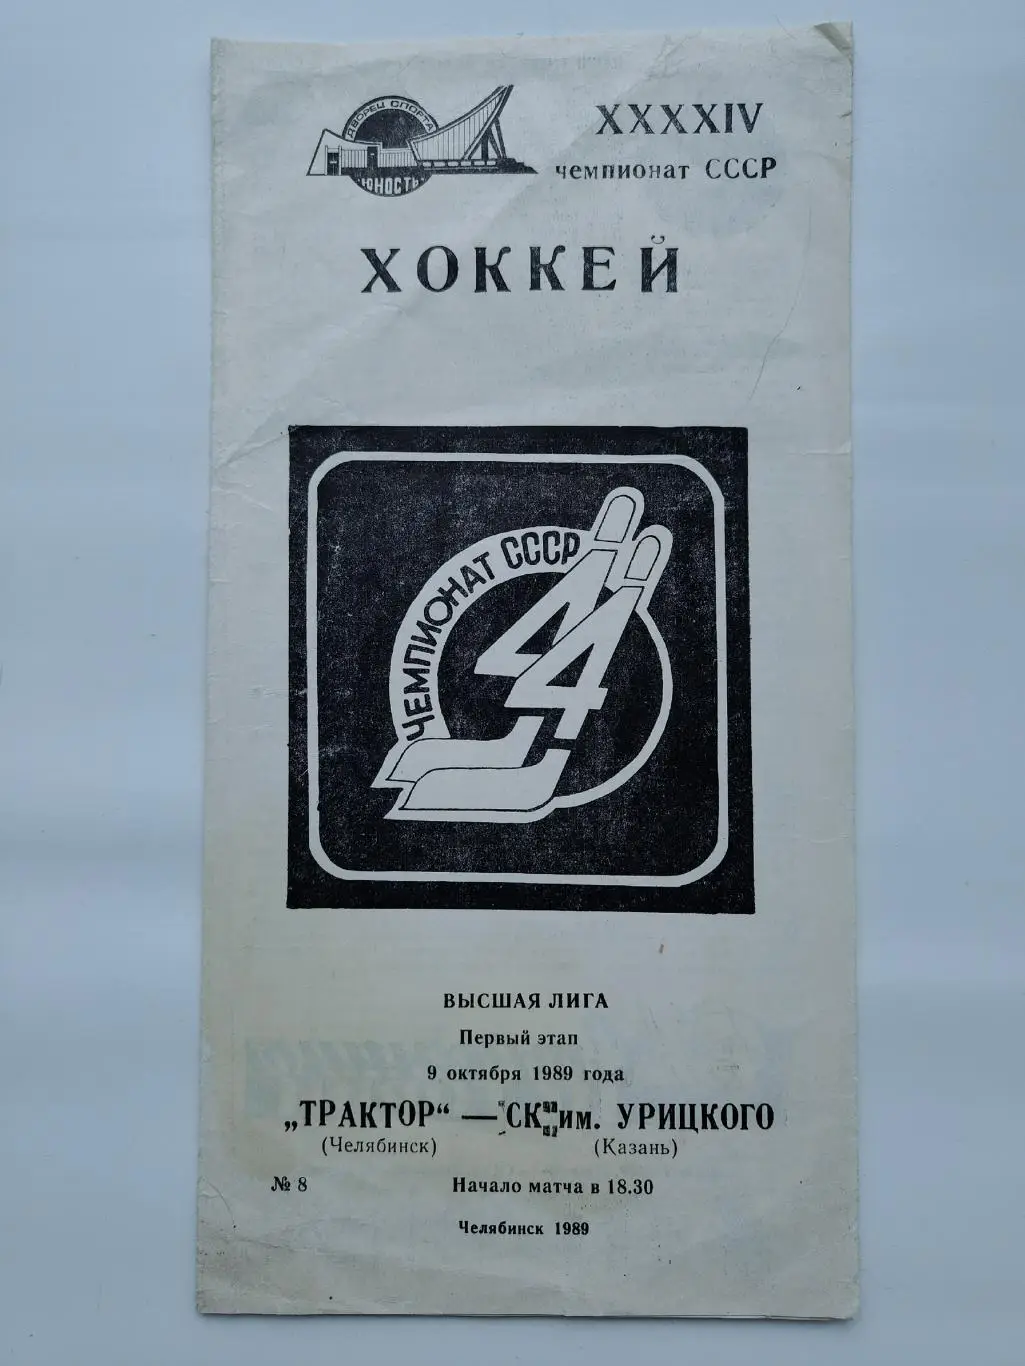 ДВОРЕЦ СПОРТА
ЮНОСТЬ
XXXXIV
чемпионат СССР
ХОККЕЙ
ЧЕМПИОНАТ СССР
44
ВЫСШАЯ ЛИГА
Первый этап
9 октября 1989 года
„ТРАКТОР“ — СК им. УРИЦКОГО
(Челябинск) (Казань)
№ 8 Начало матча в 18.30
Челябинск 1989